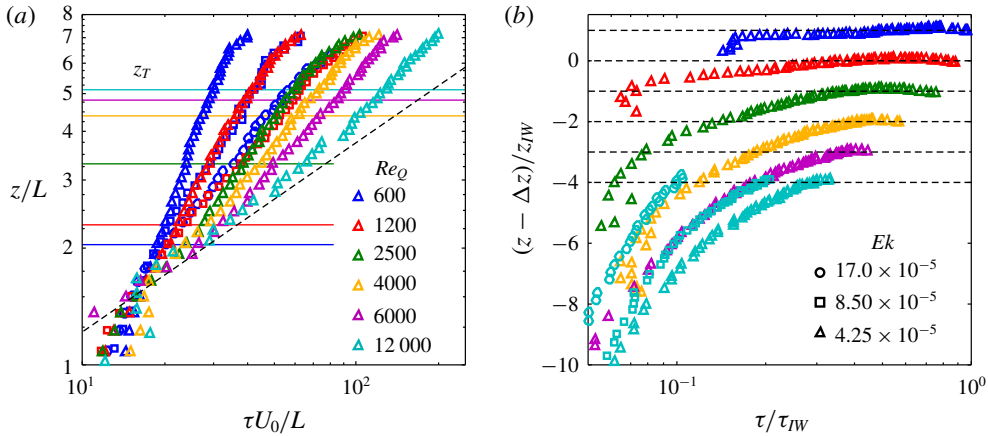 (a)
8
7
6
5
4
3
2
1
z/L
z_T
Re_Q
600
1200
2500
4000
6000
12 000
10^1
10^2
τU_0/L
(b)
2
0
−2
−4
−6
−8
−10
(z − Δz)/z_IW
Ek
17.0 × 10^−5
8.50 × 10^−5
4.25 × 10^−5
10^−1
10^0
τ/τ_IW